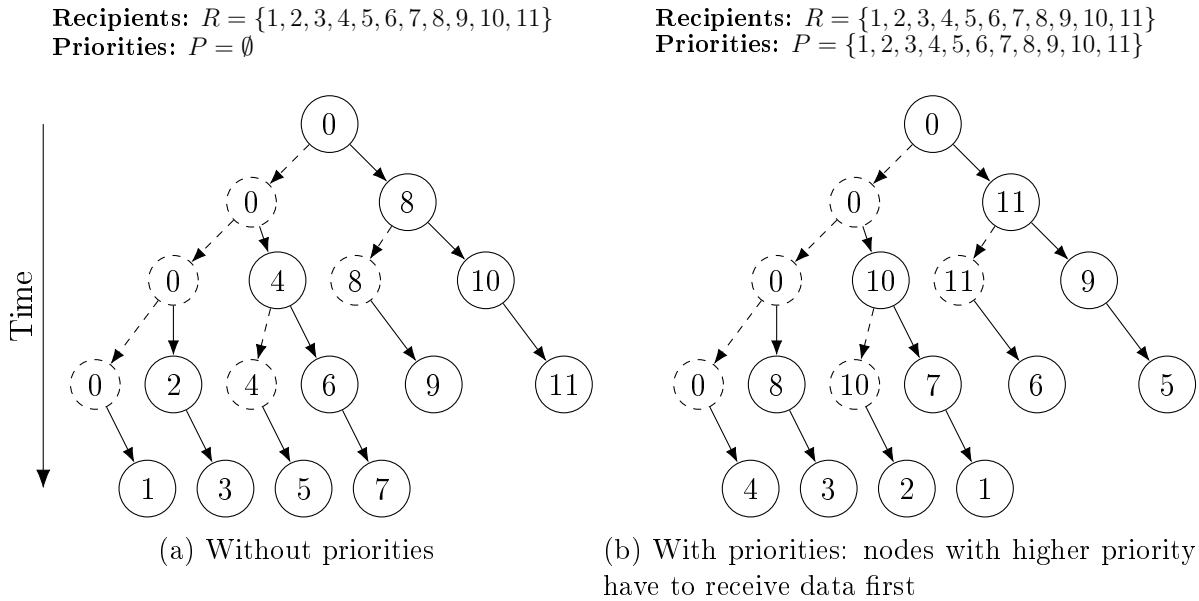 Recipients: R = {1, 2, 3, 4, 5, 6, 7, 8, 9, 10, 11}
Priorities: P = ∅
Time
0
0 8
0 4 8 10
0 2 4 6 9 11
1 3 5 7
(a) Without priorities
Recipients: R = {1, 2, 3, 4, 5, 6, 7, 8, 9, 10, 11}
Priorities: P = {1, 2, 3, 4, 5, 6, 7, 8, 9, 10, 11}
0
0 11
0 10 11 9
0 8 10 7 6 5
4 3 2 1
(b) With priorities: nodes with higher priority
have to receive data first